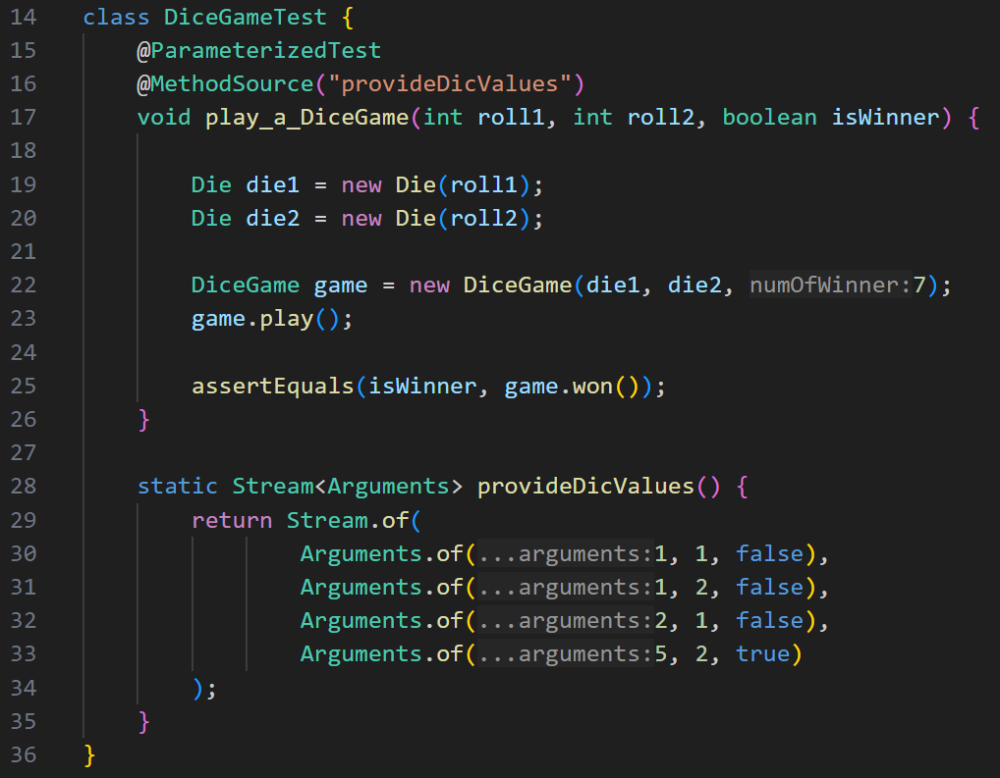 14 class DiceGameTest {
15 @ParameterizedTest
16 @MethodSource("provideDicValues")
17 void play_a_DiceGame(int roll1, int roll2, boolean isWinner) {
18
19 Die die1 = new Die(roll1);
20 Die die2 = new Die(roll2);
21
22 DiceGame game = new DiceGame(die1, die2, numOfWinner:7);
23 game.play();
24
25 assertEquals(isWinner, game.won());
26 }
27
28 static Stream<Arguments> provideDicValues() {
29 return Stream.of(
30 Arguments.of(...arguments:1, 1, false),
31 Arguments.of(...arguments:1, 2, false),
32 Arguments.of(...arguments:2, 1, false),
33 Arguments.of(...arguments:5, 2, true)
34 );
35 }
36 }